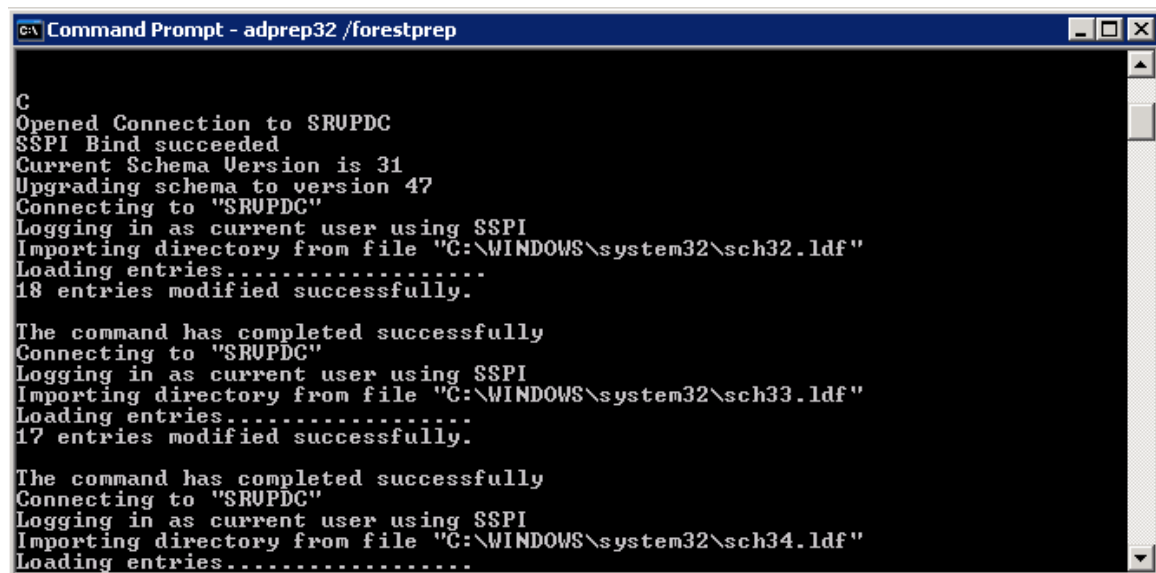 Command Prompt - adprep32 /forestprep
C
Opened Connection to SRVPDC
SSPI Bind succeeded
Current Schema Version is 31
Upgrading schema to version 47
Connecting to "SRVPDC"
Logging in as current user using SSPI
Importing directory from file "C:\WINDOWS\system32\sch32.ldf"
Loading entries...................
18 entries modified successfully.
The command has completed successfully
Connecting to "SRVPDC"
Logging in as current user using SSPI
Importing directory from file "C:\WINDOWS\system32\sch33.ldf"
Loading entries..................
17 entries modified successfully.
The command has completed successfully
Connecting to "SRVPDC"
Logging in as current user using SSPI
Importing directory from file "C:\WINDOWS\system32\sch34.ldf"
Loading entries..................